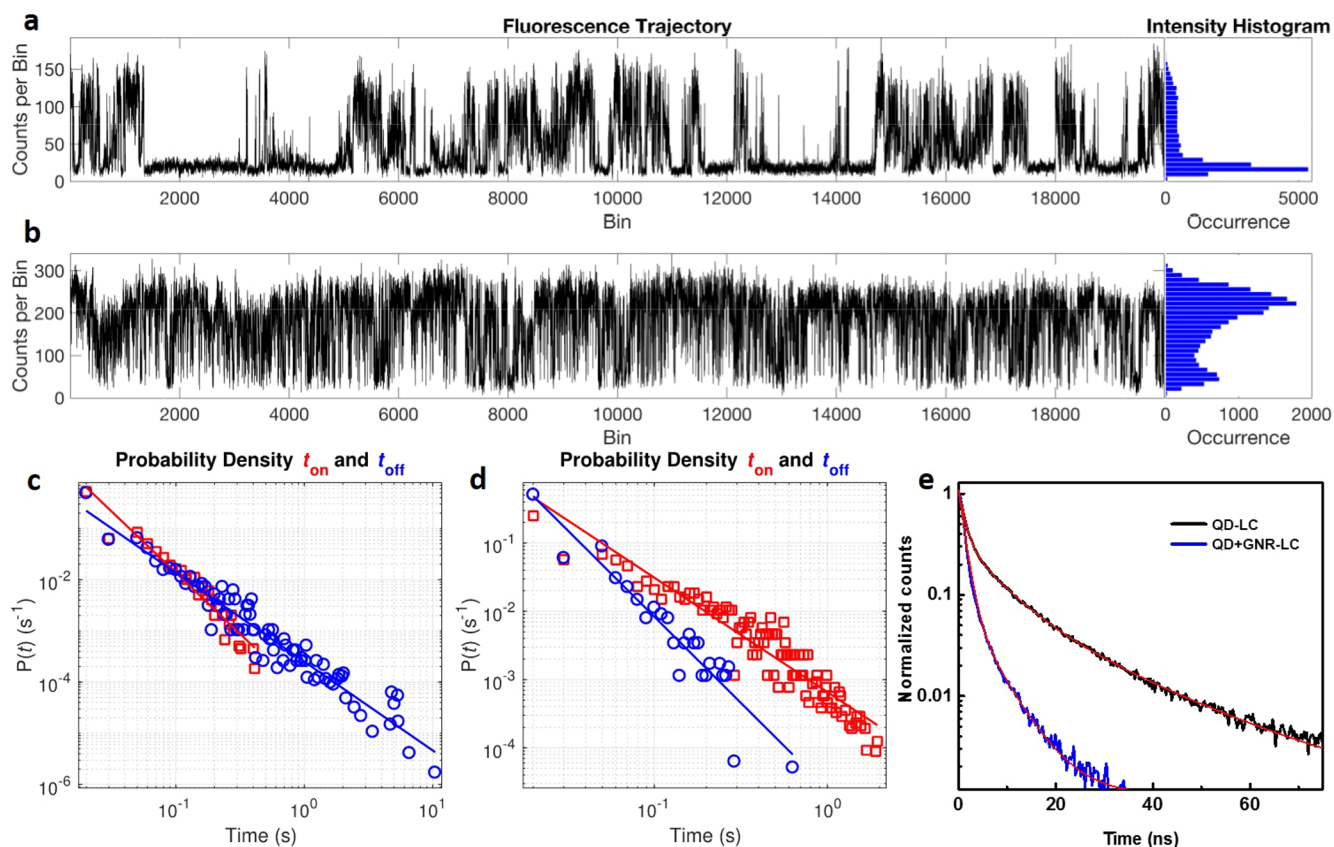 a
Fluorescence Trajectory
Intensity Histogram
Counts per Bin
150
100
50
0
2000 4000 6000 8000 10000 12000 14000 16000 18000
Bin
0 5000
Occurrence
b
Counts per Bin
300
200
100
0
2000 4000 6000 8000 10000 12000 14000 16000 18000
Bin
0 1000 2000
Occurrence
c
Probability Density t_on and t_off
P(t) (s⁻¹)
10⁻²
10⁻⁴
10⁻⁶
10⁻¹ 10⁰ 10¹
Time (s)
d
Probability Density t_on and t_off
P(t) (s⁻¹)
10⁻¹
10⁻²
10⁻³
10⁻⁴
10⁻¹ 10⁰
Time (s)
e
QD-LC
QD+GNR-LC
Normalized counts
1
0.1
0.01
0 20 40 60
Time (ns)